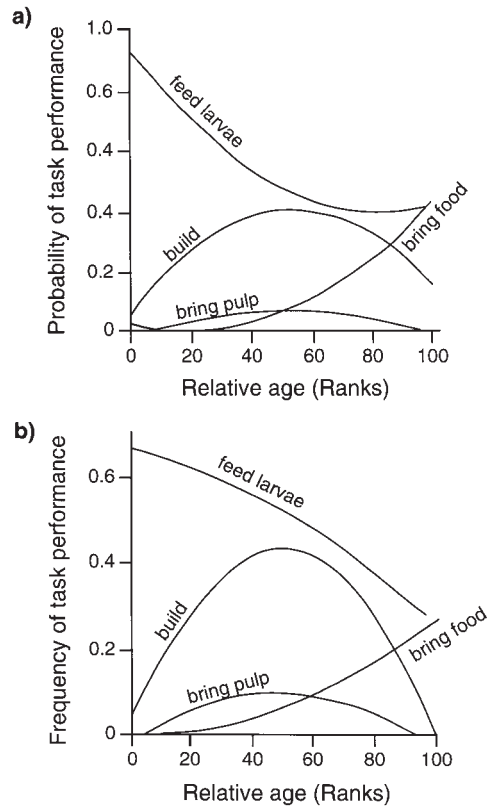 a)
1.0
0.6
0.4
0.4
0.2
0
Probability of task performance
feed larvae
build
bring pulp
bring food
0 20 40 60 80 100
Relative age (Ranks)
b)
0.6
0.4
0.2
0
Frequency of task performance
feed larvae
build
bring pulp
bring food
0 20 40 60 80 100
Relative age (Ranks)